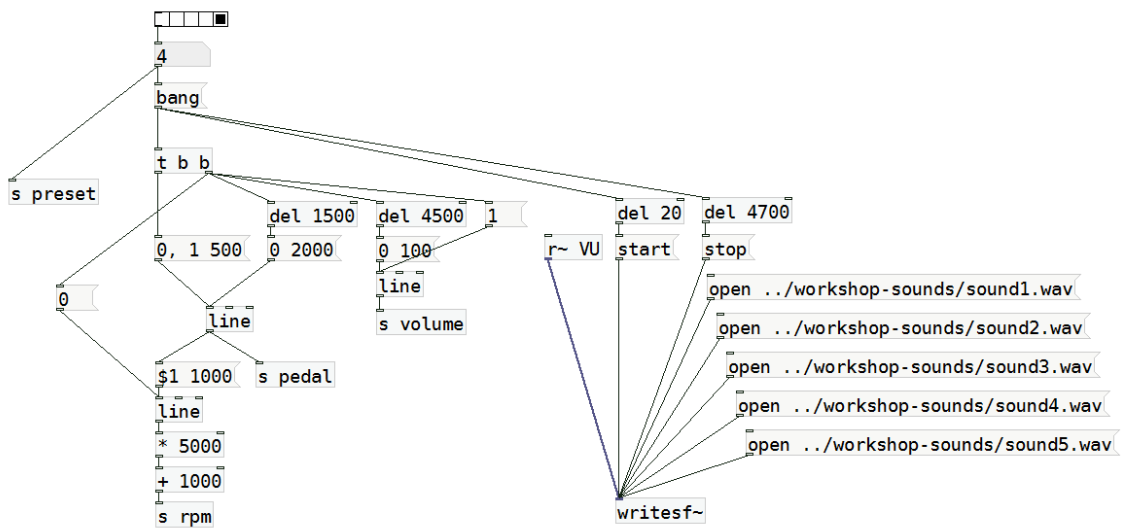 4
bang
t b b
s preset
del 1500
del 4500
1
del 20
del 4700
0, 1 500
0 2000
0 100
r~ VU
start
stop
line
open ../workshop-sounds/sound1.wav
0
line
s volume
open ../workshop-sounds/sound2.wav
$1 1000
s pedal
open ../workshop-sounds/sound3.wav
line
open ../workshop-sounds/sound4.wav
* 5000
open ../workshop-sounds/sound5.wav
+ 1000
s rpm
writesf~